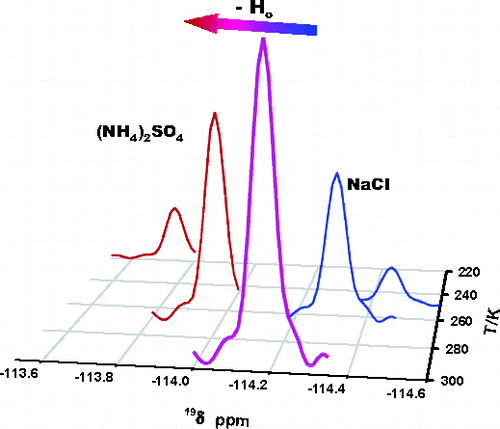 - H₀
(NH₄)₂SO₄
NaCl
220
240
260
280
300
T/K
-113.6
-113.8
-114.0
-114.2
-114.4
-114.6
¹⁹δ ppm